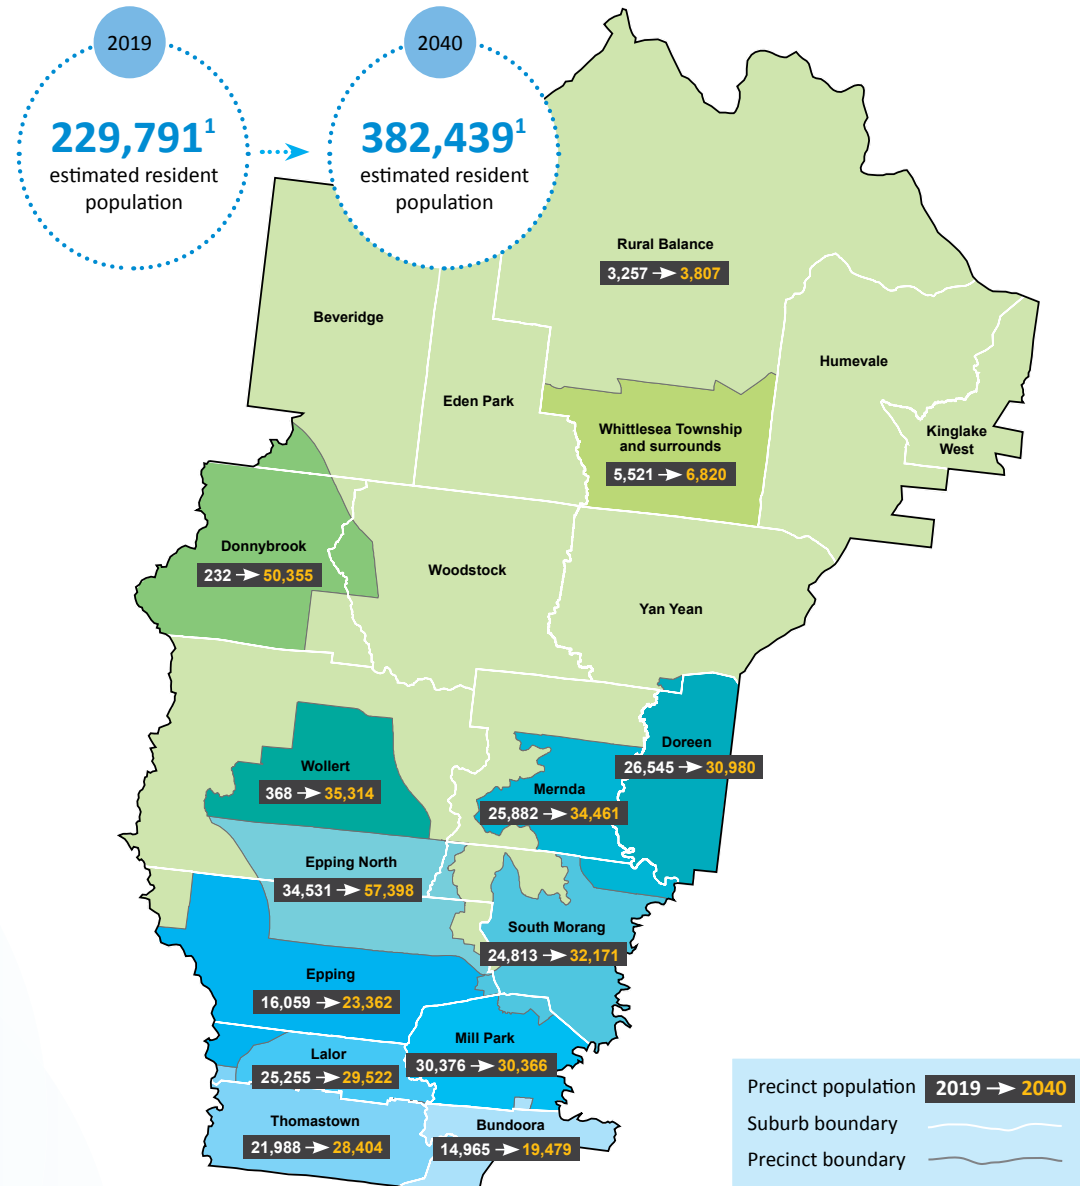 2019
229,791¹
estimated resident
population
2040
382,439¹
estimated resident
population
Rural Balance
3,257 → 3,807
Beveridge
Humevale
Eden Park
Whittlesea Township
and surrounds
5,521 → 6,820
Kinglake
West
Donnybrook
232 → 50,355
Woodstock
Yan Yean
Doreen
26,545 → 30,980
Wollert
368 → 35,314
Mernda
25,882 → 34,461
Epping North
34,531 → 57,398
South Morang
24,813 → 32,171
Epping
16,059 → 23,362
Mill Park
30,376 → 30,366
Lalor
25,255 → 29,522
Thomastown
21,988 → 28,404
Bundoora
14,965 → 19,479
Precinct population 2019 → 2040
Suburb boundary
Precinct boundary